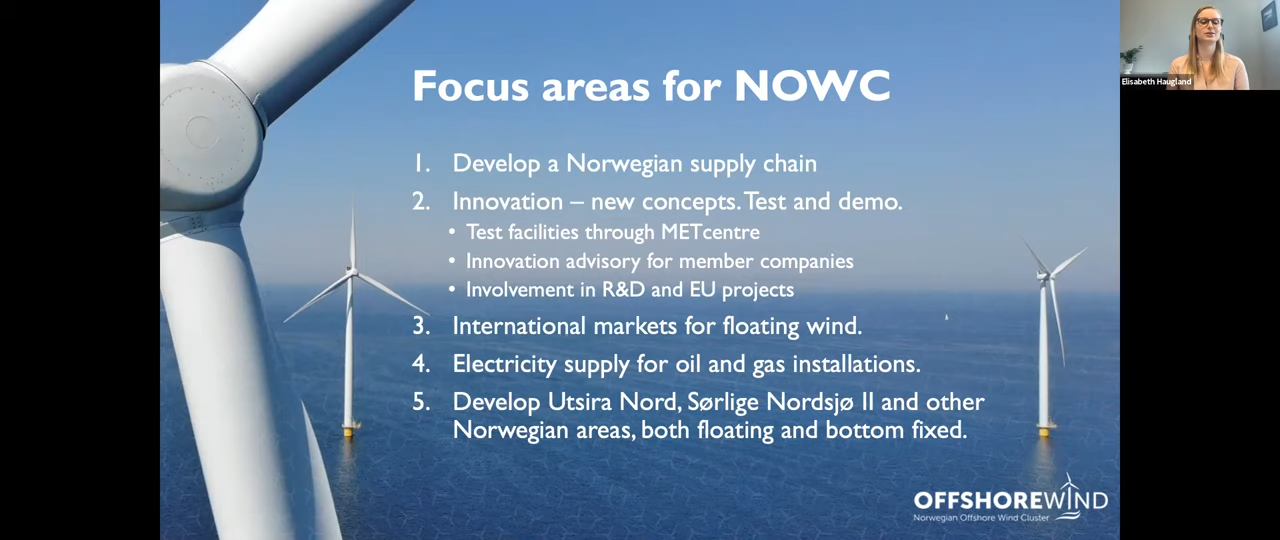 Focus areas for NOWC
1. Develop a Norwegian supply chain
2. Innovation – new concepts. Test and demo.
• Test facilities through METcentre
• Innovation advisory for member companies
• Involvement in R&D and EU projects
3. International markets for floating wind.
4. Electricity supply for oil and gas installations.
5. Develop Utsira Nord, Sørlige Nordsjø II and other
Norwegian areas, both floating and bottom fixed.
OFFSHOREWIND
Norwegian Offshore Wind Cluster
Elisabeth Haugland